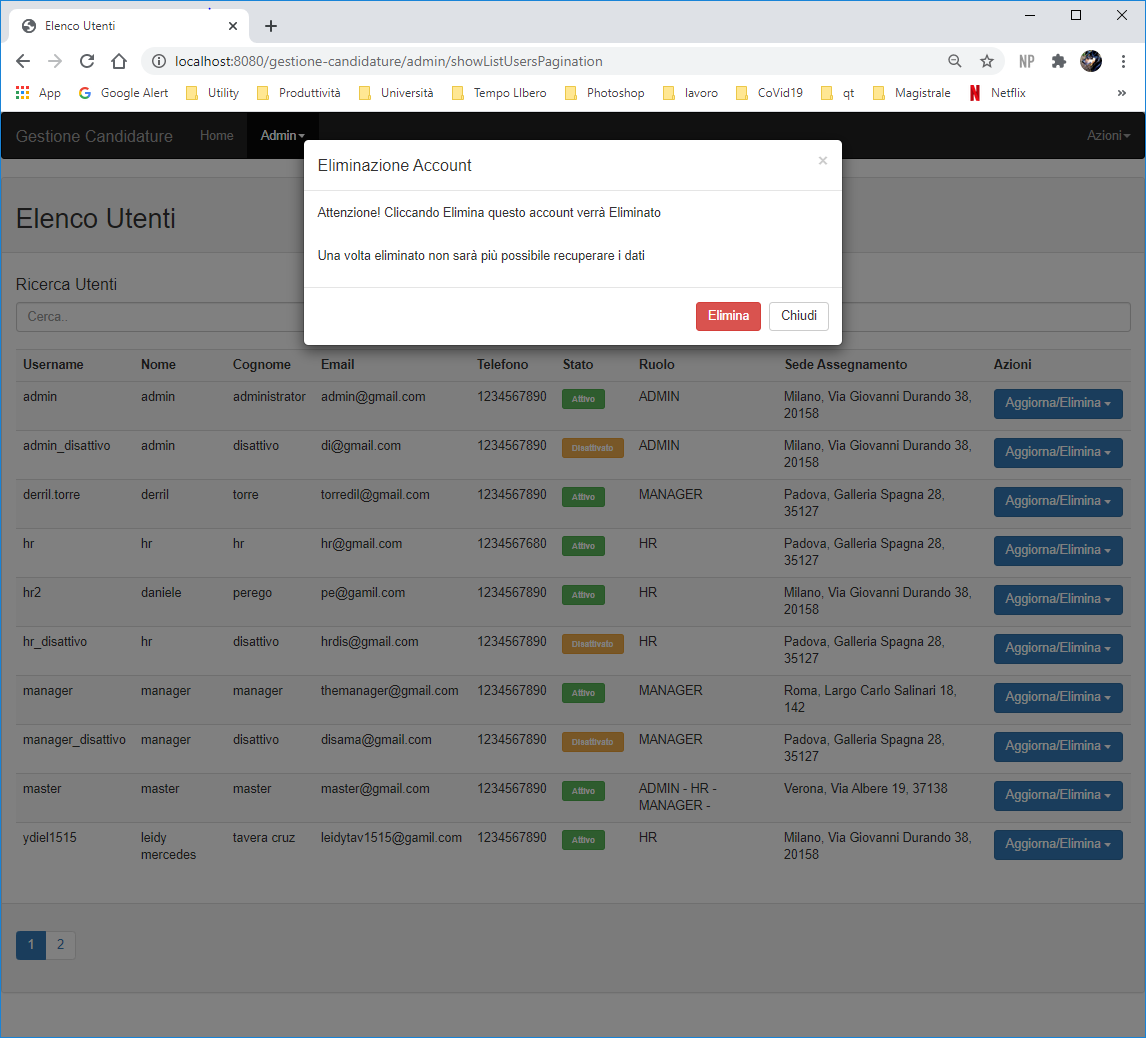 Elenco Utenti
localhost:8080/gestione-candidature/admin/showListUsersPagination
NP
App Google Alert Utility Produttività Università Tempo LIbero Photoshop lavoro CoVid19 qt Magistrale Netflix »
Gestione Candidature Home Admin Azioni
Eliminazione Account ×
Attenzione! Cliccando Elimina questo account verrà Eliminato
Una volta eliminato non sarà più possibile recuperare i dati
Elimina Chiudi
Elenco Utenti
Ricerca Utenti
Cerca..
Username Nome Cognome Email Telefono Stato Ruolo Sede Assegnamento Azioni
admin admin administrator admin@gmail.com 1234567890 Attivo ADMIN Milano, Via Giovanni Durando 38, Aggiorna/Elimina
20158
admin_disattivo admin disattivo di@gmail.com 1234567890 Disattivato ADMIN Milano, Via Giovanni Durando 38, Aggiorna/Elimina
20158
derril.torre derril torre torredil@gmail.com 1234567890 Attivo MANAGER Padova, Galleria Spagna 28, Aggiorna/Elimina
35127
hr hr hr hr@gmail.com 1234567680 Attivo HR Padova, Galleria Spagna 28, Aggiorna/Elimina
35127
hr2 daniele perego pe@gamil.com 1234567890 Attivo HR Milano, Via Giovanni Durando 38, Aggiorna/Elimina
20158
hr_disattivo hr disattivo hrdis@gmail.com 1234567890 Disattivato HR Padova, Galleria Spagna 28, Aggiorna/Elimina
35127
manager manager manager themanager@gmail.com 1234567890 Attivo MANAGER Roma, Largo Carlo Salinari 18, Aggiorna/Elimina
142
manager_disattivo manager disattivo disama@gmail.com 1234567890 Disattivato MANAGER Padova, Galleria Spagna 28, Aggiorna/Elimina
35127
master master master master@gmail.com 1234567890 Attivo ADMIN - HR - Verona, Via Albere 19, 37138 Aggiorna/Elimina
MANAGER -
ydiel1515 leidy tavera cruz leidytav1515@gamil.com 1234567890 Attivo HR Milano, Via Giovanni Durando 38, Aggiorna/Elimina
mercedes 20158
1 2